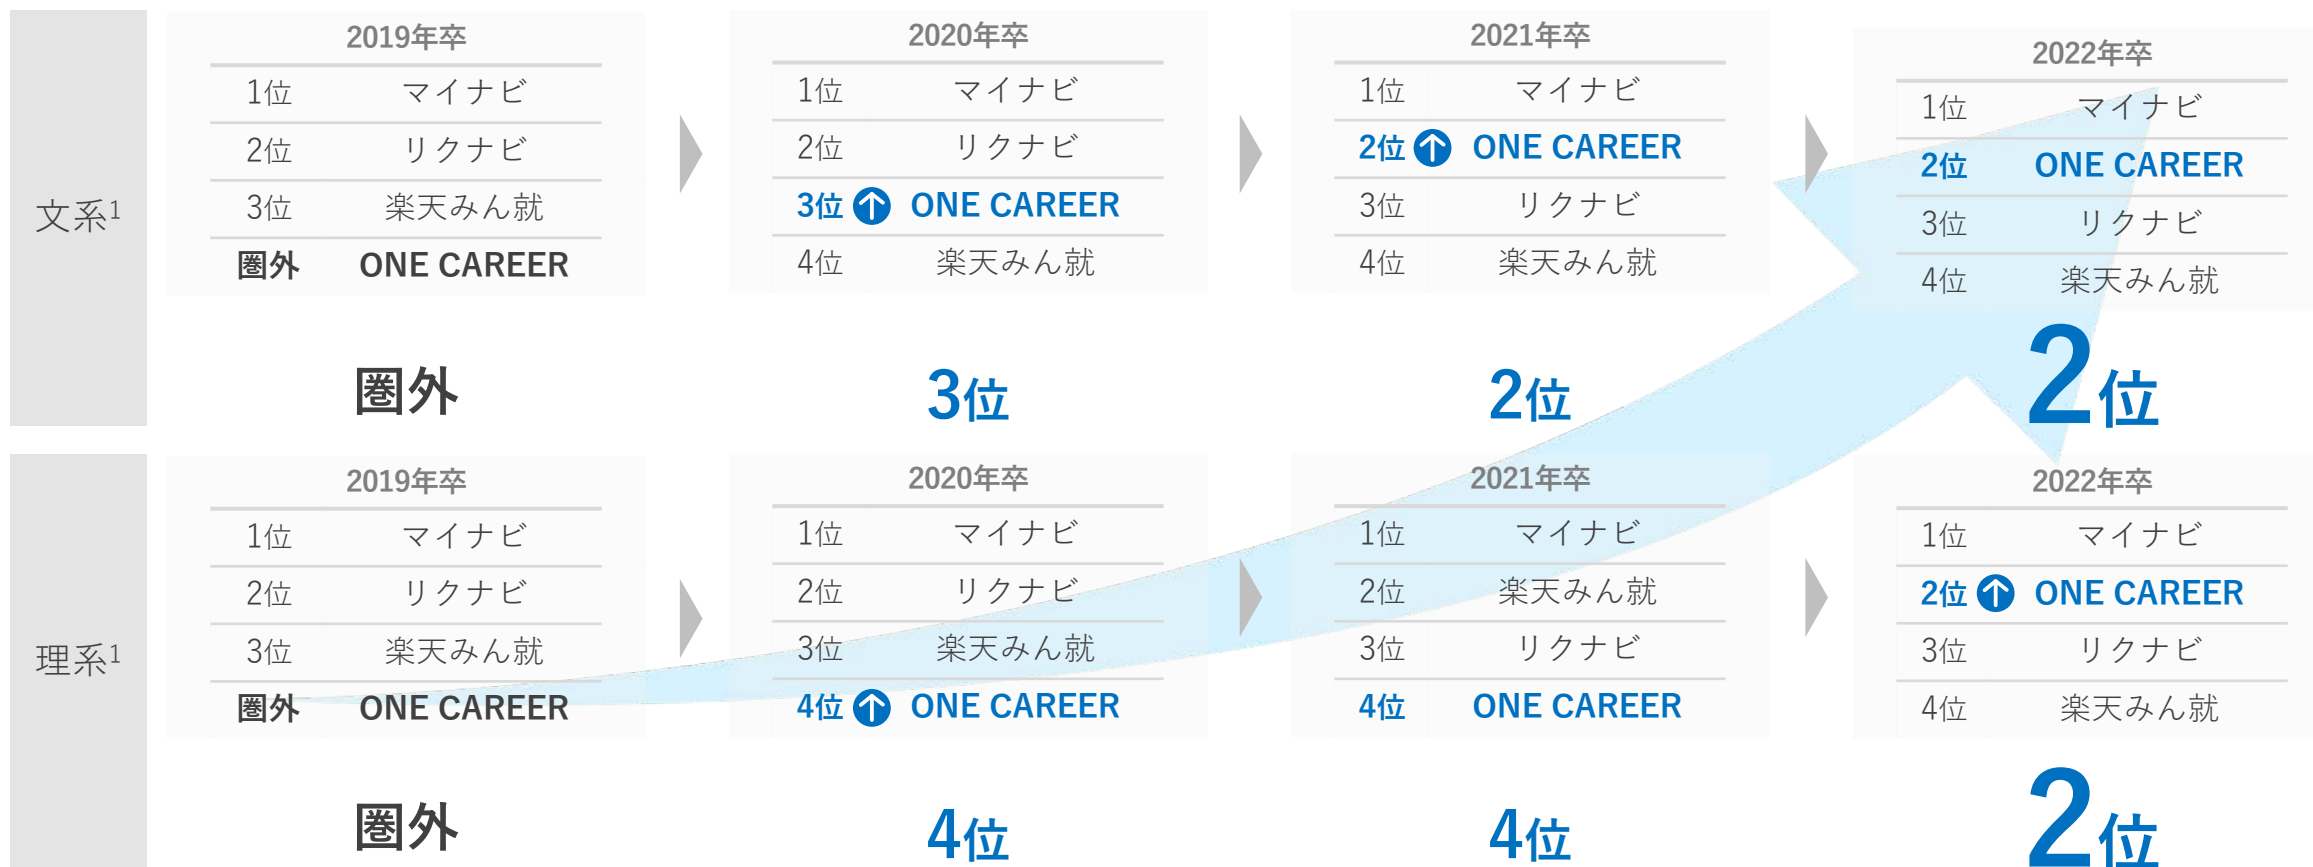 文系1
2019年卒
1位 マイナビ
2位 リクナビ
3位 楽天みん就
圏外 ONE CAREER
圏外
2020年卒
1位 マイナビ
2位 リクナビ
3位 ONE CAREER
4位 楽天みん就
3位
2021年卒
1位 マイナビ
2位 ONE CAREER
3位 リクナビ
4位 楽天みん就
2位
2022年卒
1位 マイナビ
2位 ONE CAREER
3位 リクナビ
4位 楽天みん就
2位
理系1
2019年卒
1位 マイナビ
2位 リクナビ
3位 楽天みん就
圏外 ONE CAREER
圏外
2020年卒
1位 マイナビ
2位 リクナビ
3位 楽天みん就
4位 ONE CAREER
4位
2021年卒
1位 マイナビ
2位 楽天みん就
3位 リクナビ
4位 ONE CAREER
4位
2022年卒
1位 マイナビ
2位 ONE CAREER
3位 リクナビ
4位 楽天みん就
2位